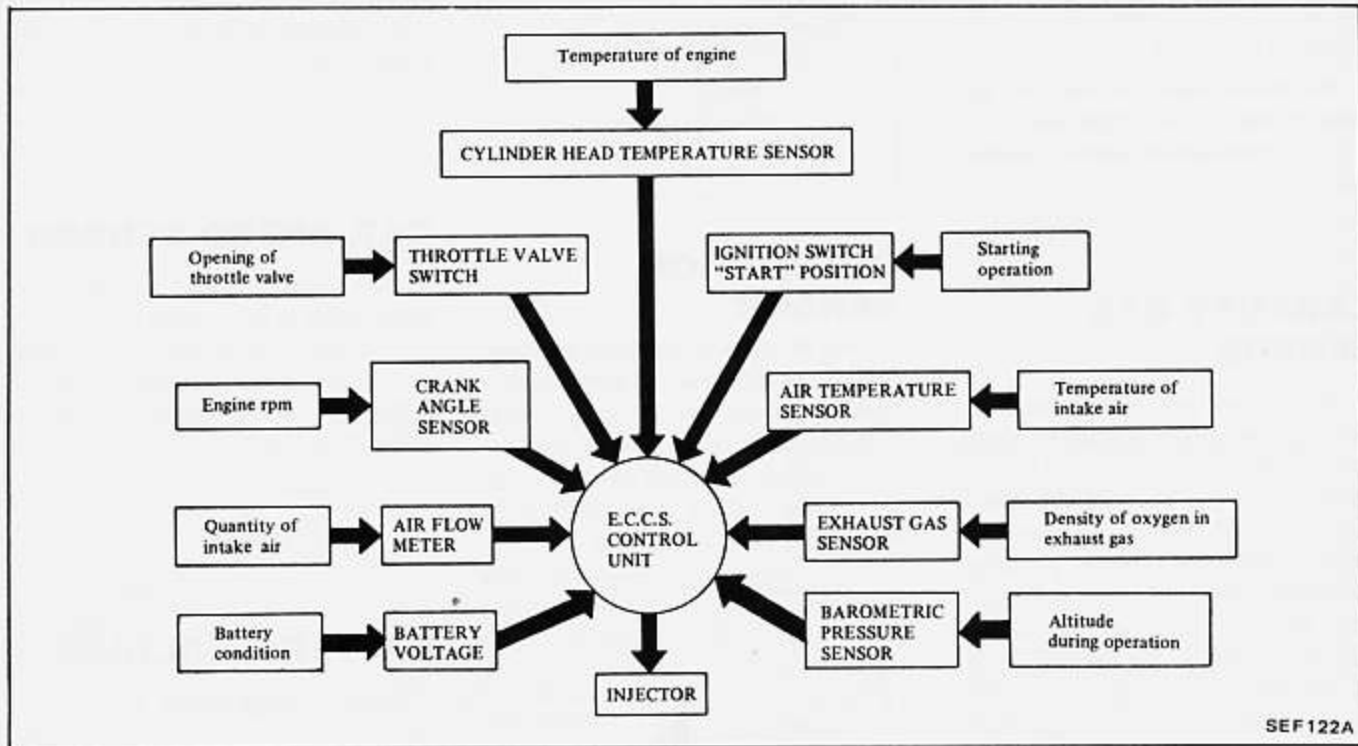 Temperature of engine
CYLINDER HEAD TEMPERATURE SENSOR
Opening of
throttle valve
THROTTLE VALVE
SWITCH
IGNITION SWITCH
"START" POSITION
Starting
operation
Engine rpm
CRANK
ANGLE
SENSOR
AIR TEMPERATURE
SENSOR
Temperature of
intake air
Quantity of
intake air
AIR FLOW
METER
E.C.C.S.
CONTROL
UNIT
EXHAUST GAS
SENSOR
Density of oxygen in
exhaust gas
Battery
condition
BATTERY
VOLTAGE
BAROMETRIC
PRESSURE
SENSOR
Altitude
during operation
INJECTOR
SEF122A